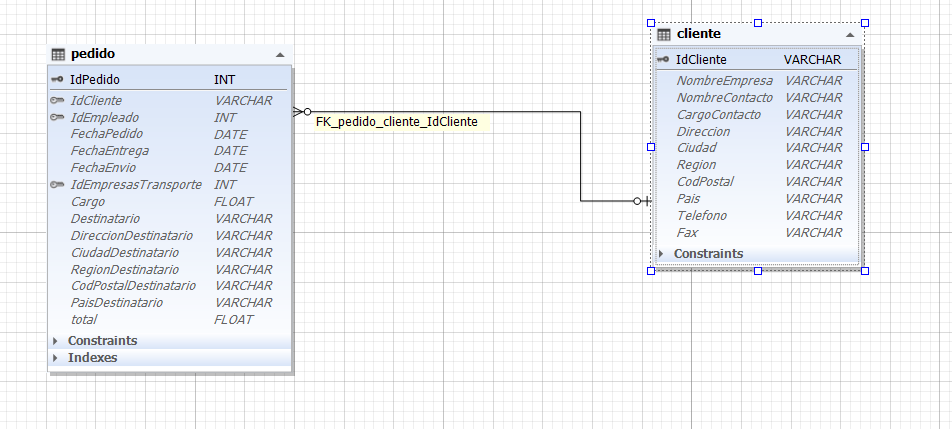 pedido
IdPedido INT
IdCliente VARCHAR
IdEmpleado INT
FechaPedido DATE
FechaEntrega DATE
FechaEnvio DATE
IdEmpresasTransporte INT
Cargo FLOAT
Destinatario VARCHAR
DireccionDestinatario VARCHAR
CiudadDestinatario VARCHAR
RegionDestinatario VARCHAR
CodPostalDestinatario VARCHAR
PaisDestinatario VARCHAR
total FLOAT
Constraints
Indexes
FK_pedido_cliente_IdCliente
cliente
IdCliente VARCHAR
NombreEmpresa VARCHAR
NombreContacto VARCHAR
CargoContacto VARCHAR
Direccion VARCHAR
Ciudad VARCHAR
Region VARCHAR
CodPostal VARCHAR
Pais VARCHAR
Telefono VARCHAR
Fax VARCHAR
Constraints